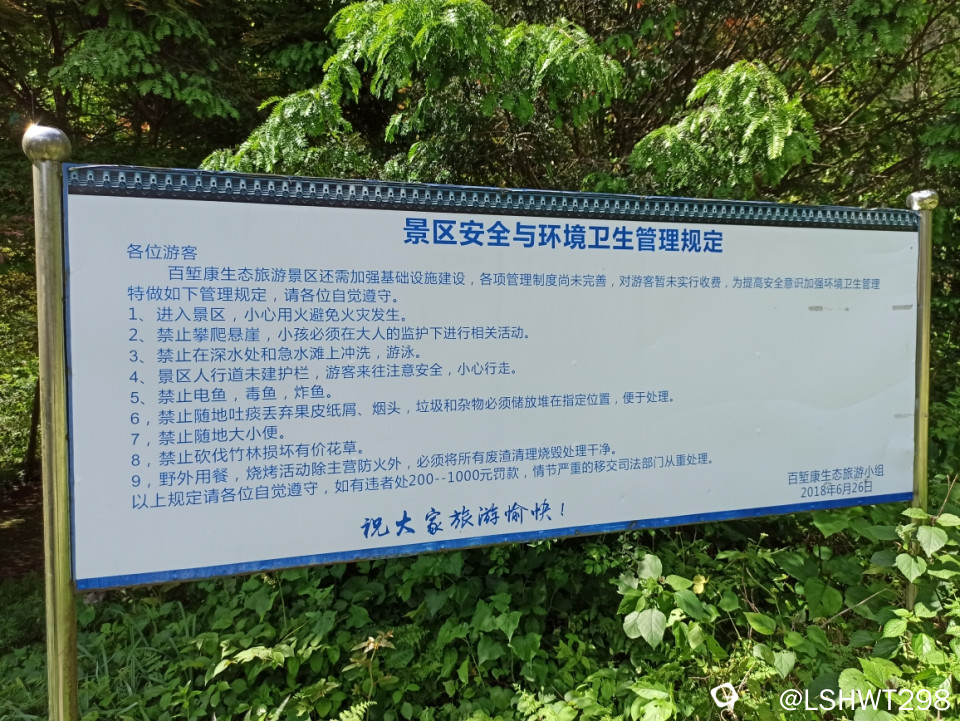 景区安全与环境卫生管理规定
各位游客
百堑康生态旅游景区还需加强基础设施建设，各项管理制度尚未完善，对游客暂未实行收费，为提高安全意识加强环境卫生管理
特做如下管理规定，请各位自觉遵守。
1、进入景区，小心用火避免火灾发生。
2、禁止攀爬悬崖，小孩必须在大人的监护下进行相关活动。
3、禁止在深水处和急水滩上冲洗，游泳。
4、景区人行道未建护栏，游客来往注意安全，小心行走。
5、禁止电鱼，毒鱼，炸鱼。
6，禁止随地吐痰丢弃果皮纸屑、烟头，垃圾和杂物必须储放堆在指定位置，便于处理。
7，禁止随地大小便。
8，禁止砍伐竹林损坏有价花草。
9，野外用餐，烧烤活动除主营防火外，必须将所有废渣清理烧毁处理干净。
以上规定请各位自觉遵守，如有违者处200--1000元罚款，情节严重的移交司法部门从重处理。
百堑康生态旅游小组
2018年6月26日
祝大家旅游愉快！
@LSHWT298